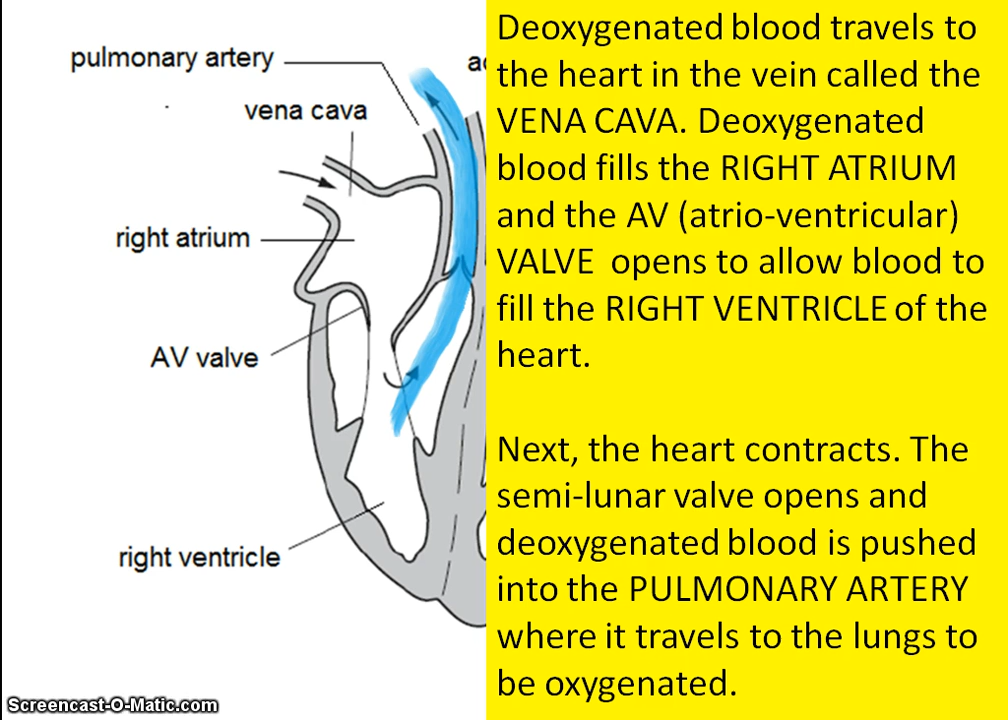 pulmonary artery
vena cava
right atrium
AV valve
right ventricle
Deoxygenated blood travels to
the heart in the vein called the
VENA CAVA. Deoxygenated
blood fills the RIGHT ATRIUM
and the AV (atrio-ventricular)
VALVE opens to allow blood to
fill the RIGHT VENTRICLE of the
heart.
Next, the heart contracts. The
semi-lunar valve opens and
deoxygenated blood is pushed
into the PULMONARY ARTERY
where it travels to the lungs to
be oxygenated.
Screencast-O-Matic.com